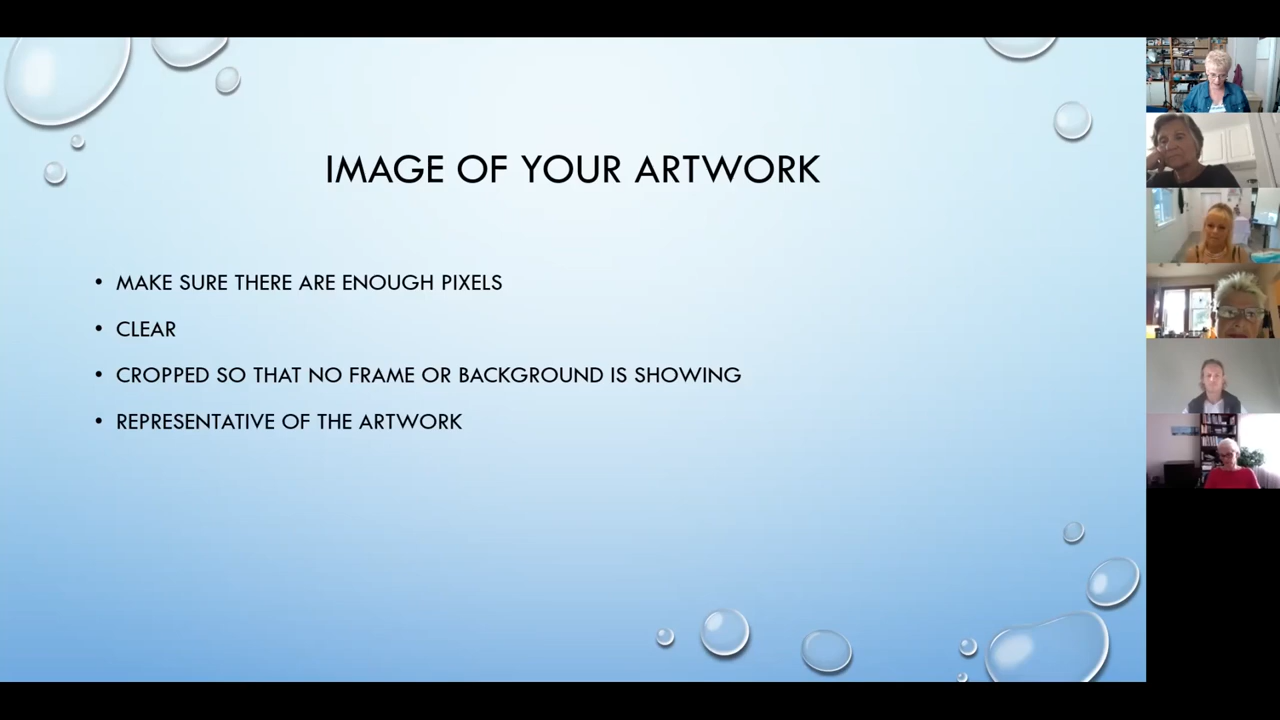 IMAGE OF YOUR ARTWORK
• MAKE SURE THERE ARE ENOUGH PIXELS
• CLEAR
• CROPPED SO THAT NO FRAME OR BACKGROUND IS SHOWING
• REPRESENTATIVE OF THE ARTWORK